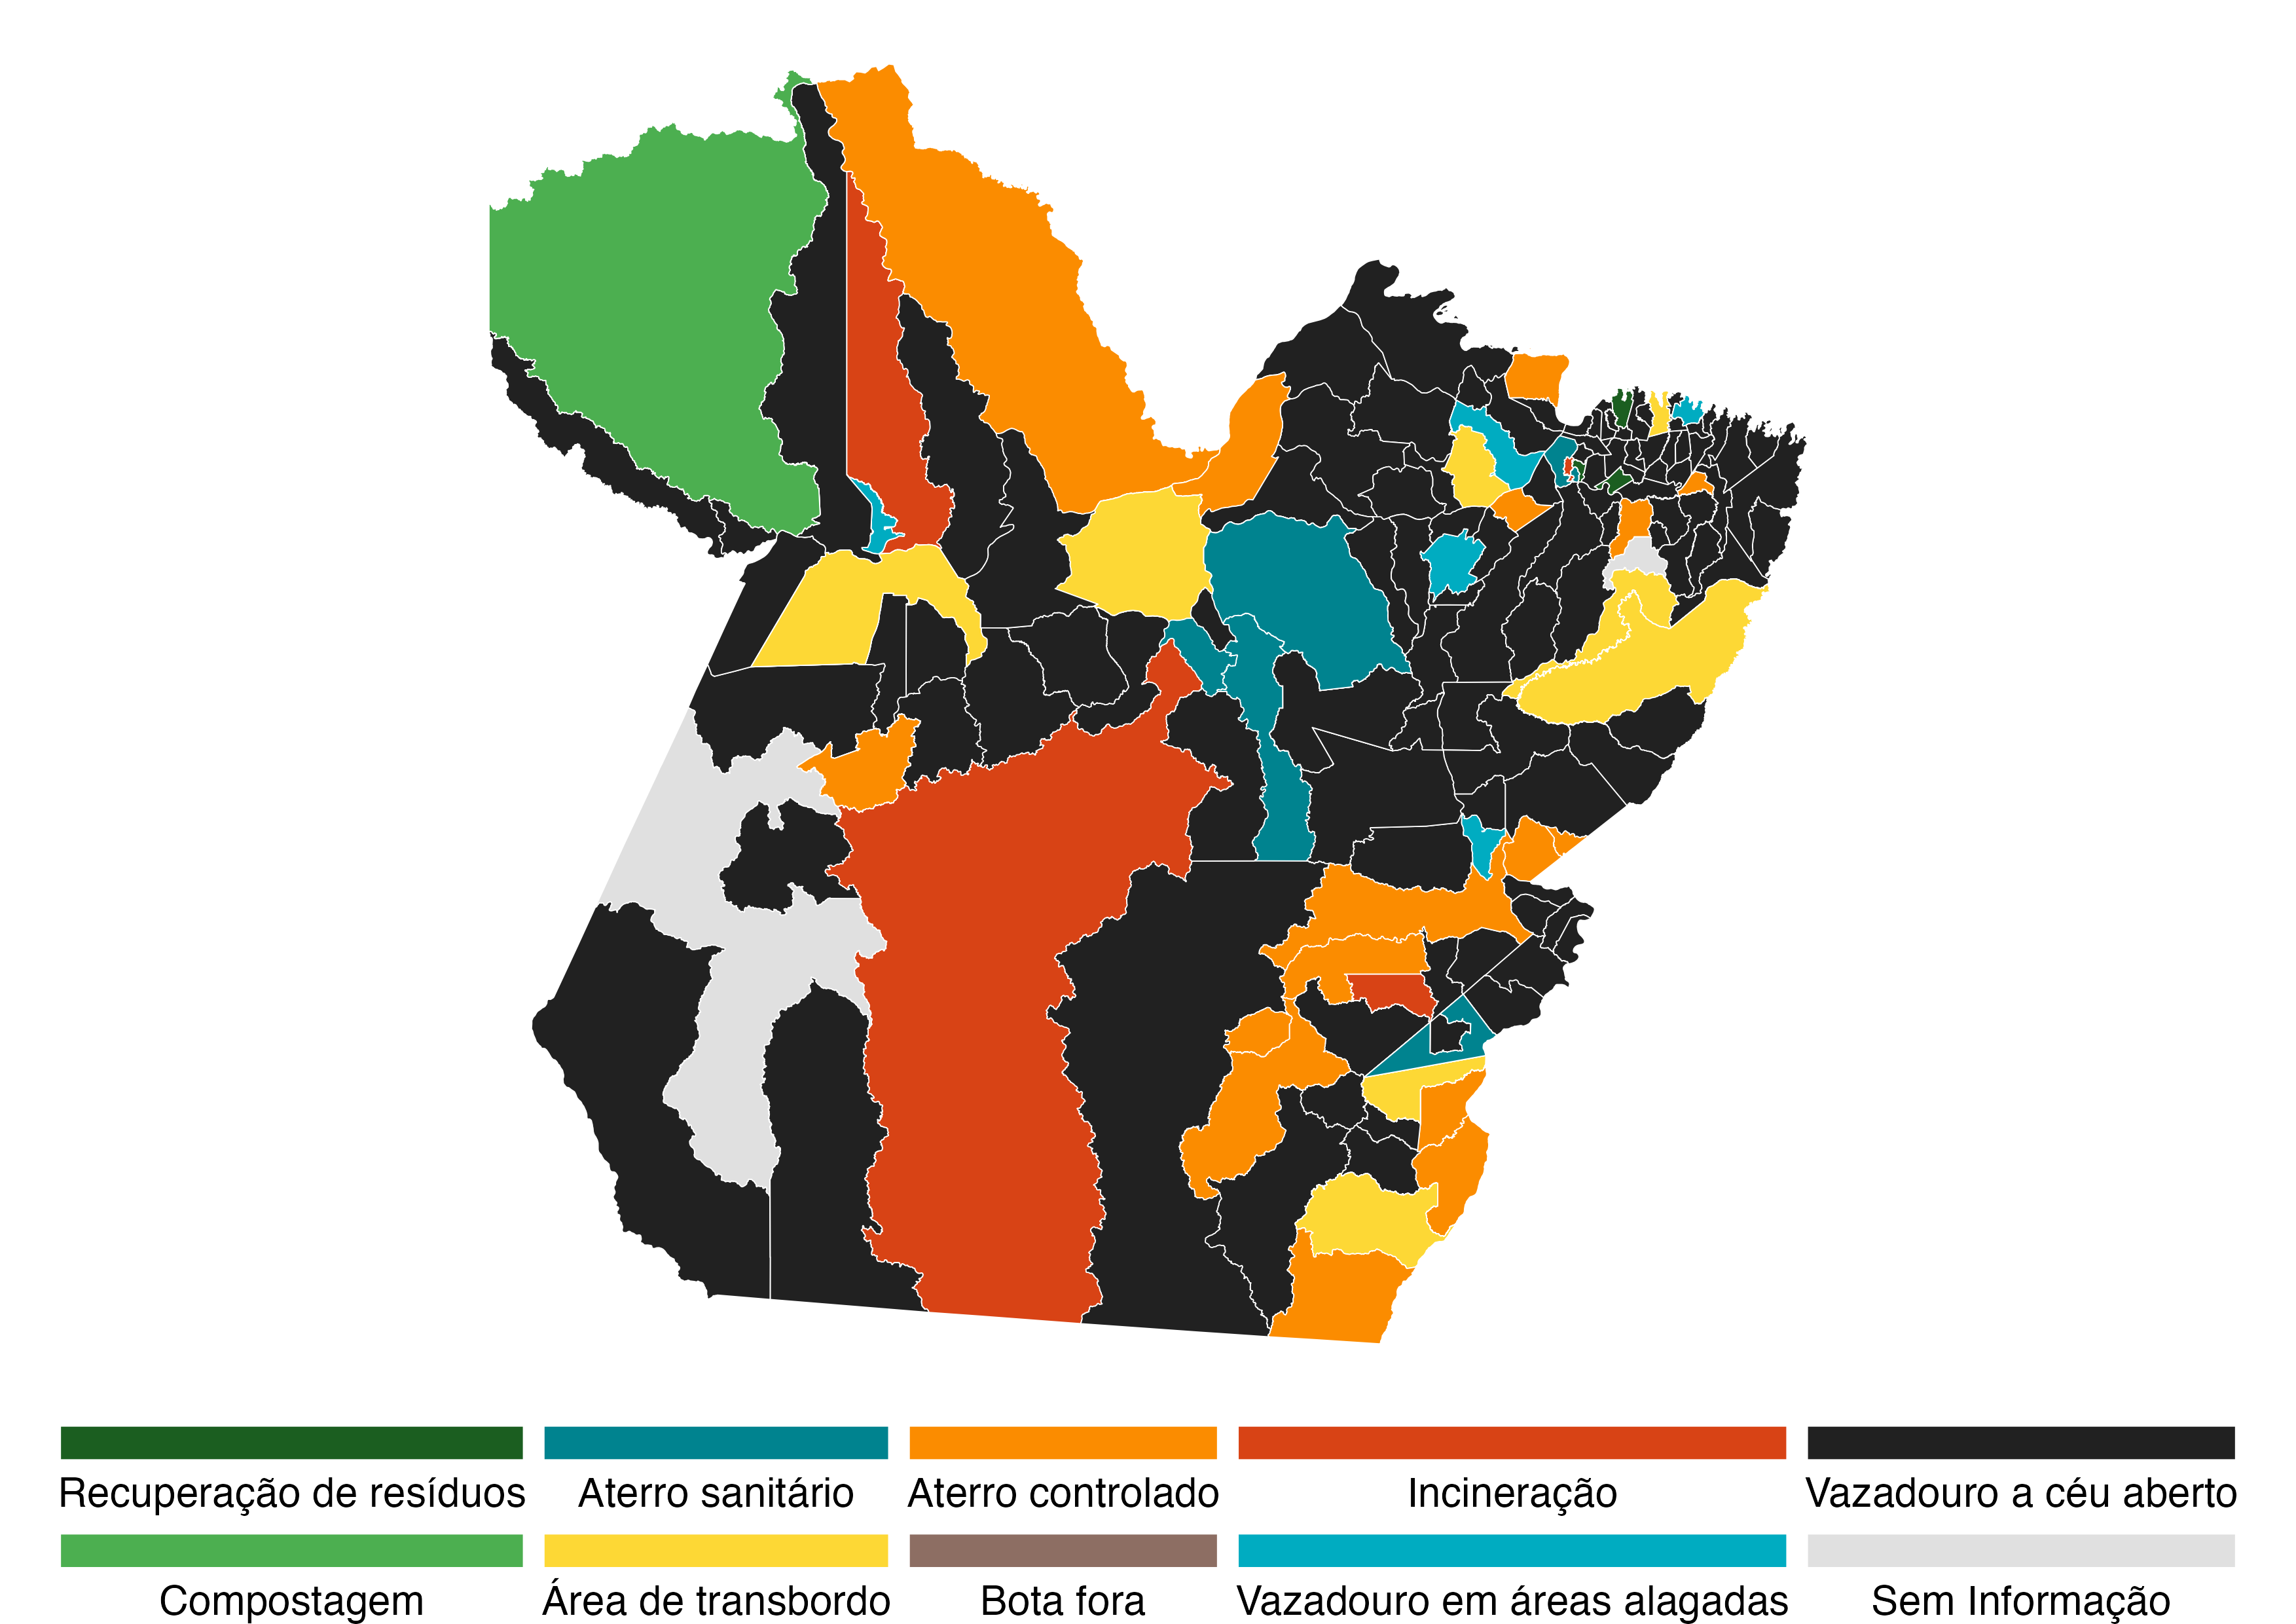 Recuperação de resíduos
Aterro sanitário
Aterro controlado
Incineração
Vazadouro a céu aberto
Compostagem
Área de transbordo
Bota fora
Vazadouro em áreas alagadas
Sem Informação